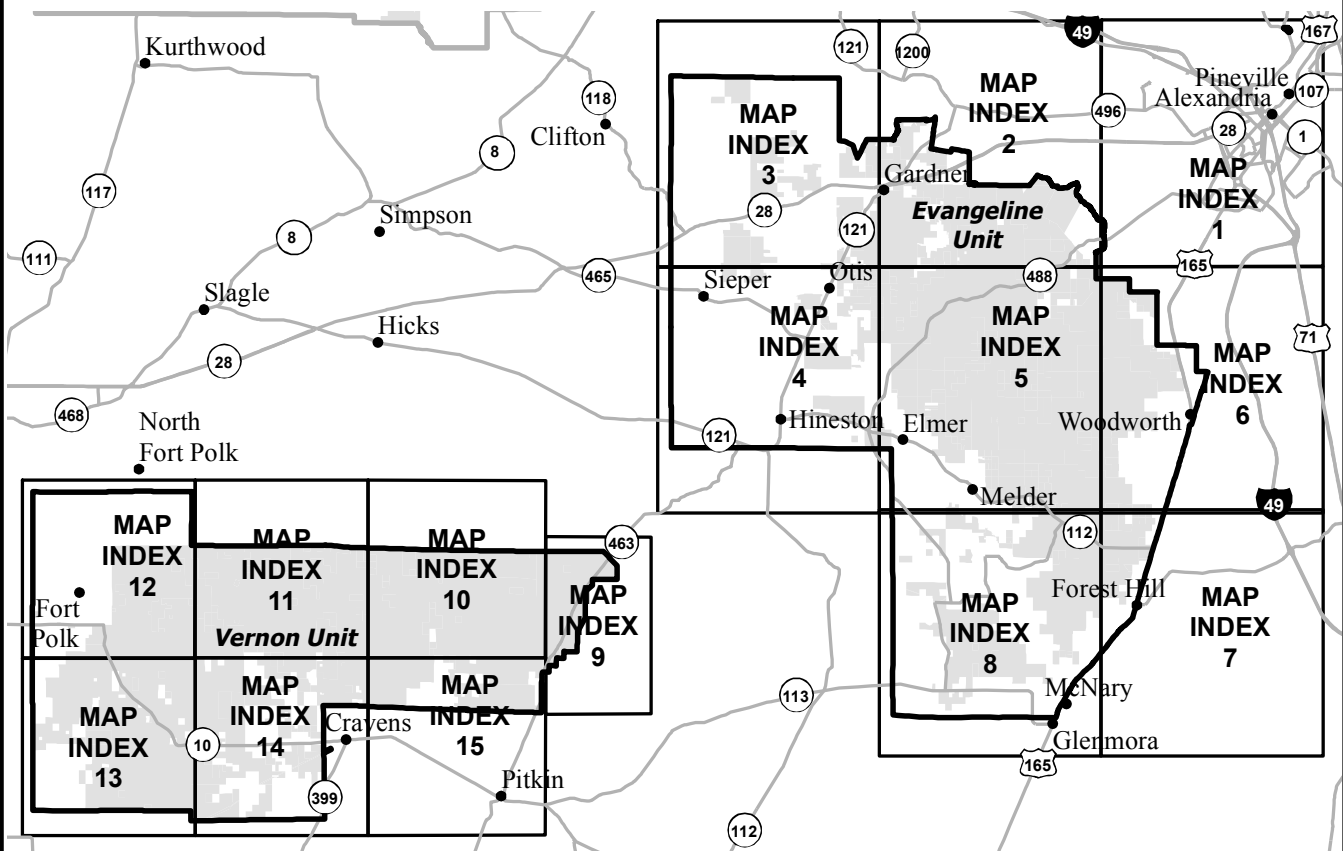 Kurthwood
118
Clifton
8
117
Simpson
8
111
465
Slagle
Hicks
28
468
North
Fort Polk
121
1200
49
167
Pineville
107
Alexandria
496
28
1
MAP
INDEX
2
MAP
INDEX
3
MAP
INDEX
1
Gardner
28
121
Evangeline
Unit
165
Sieper
Otis
488
MAP
INDEX
4
MAP
INDEX
5
71
MAP
INDEX
6
Hineston
121
Elmer
Woodworth
Melder
49
112
Forest Hill
MAP
INDEX
8
MAP
INDEX
7
McNary
Glenmora
165
113
112
463
MAP
INDEX
12
MAP
INDEX
11
MAP
INDEX
10
MAP
INDEX
9
Fort
Polk
Vernon Unit
MAP
INDEX
13
MAP
INDEX
14
MAP
INDEX
15
10
Cravens
399
Pitkin